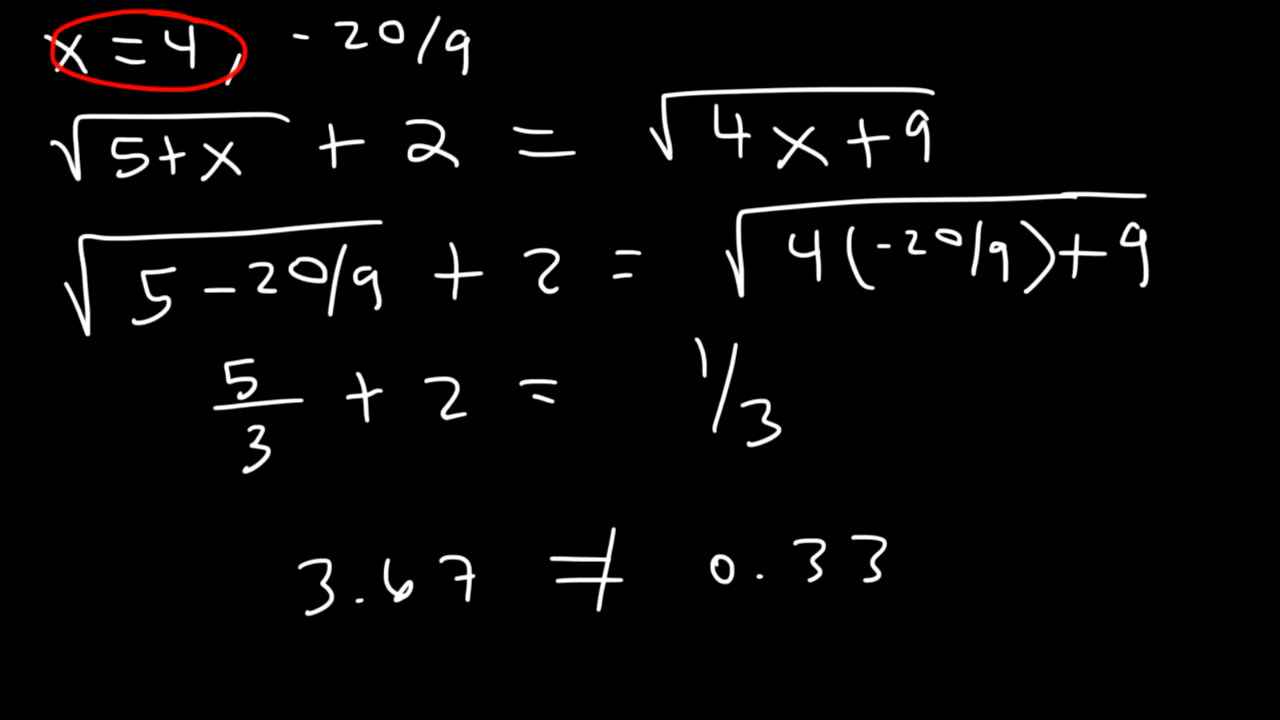 x = 4, -20/9
√(5+x) + 2 = √(4x+9)
√(5-20/9) + 2 = √(4(-20/9)+9)
5/3 + 2 = 1/3
3.67 ≠ 0.33